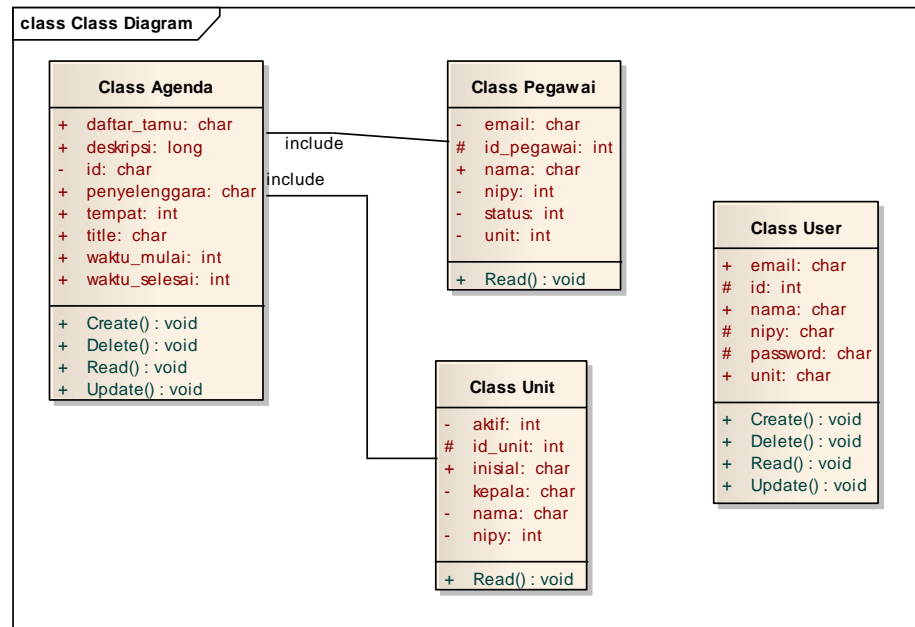 class Class Diagram
Class Agenda
+ daftar_tamu: char
+ deskripsi: long
- id: char
+ penyelenggara: char
+ tempat: int
+ title: char
+ waktu_mulai: int
+ waktu_selesai: int
+ Create() : void
+ Delete() : void
+ Read() : void
+ Update() : void
include
include
Class Pegawai
- email: char
# id_pegawai: int
+ nama: char
- nipy: int
- status: int
- unit: int
+ Read() : void
Class Unit
- aktif: int
# id_unit: int
+ inisial: char
- kepala: char
- nama: char
- nipy: int
+ Read() : void
Class User
+ email: char
# id: int
+ nama: char
# nipy: char
# password: char
+ unit: char
+ Create() : void
+ Delete() : void
+ Read() : void
+ Update() : void